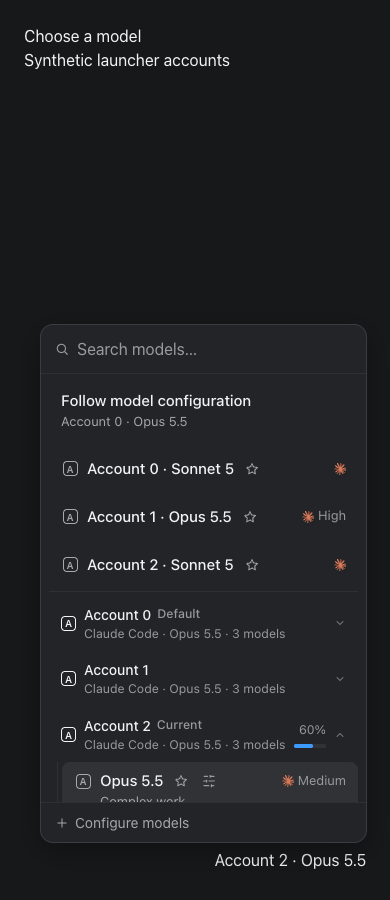 Choose a model
Synthetic launcher accounts
Search models...
Follow model configuration
Account 0 · Opus 5.5
A Account 0 · Sonnet 5
A Account 1 · Opus 5.5 High
A Account 2 · Sonnet 5
A Account 0 Default
Claude Code · Opus 5.5 · 3 models
A Account 1
Claude Code · Opus 5.5 · 3 models
A Account 2 Current 60%
Claude Code · Opus 5.5 · 3 models
A Opus 5.5 Medium
Complex work
+ Configure models
Account 2 · Opus 5.5